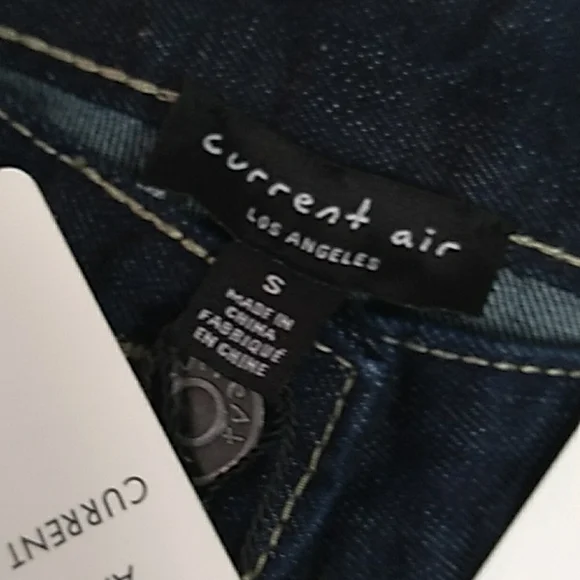 current air
LOS ANGELES
S
MADE IN
CHINA
FABRIQUÉ
EN CHINE
CURRENT